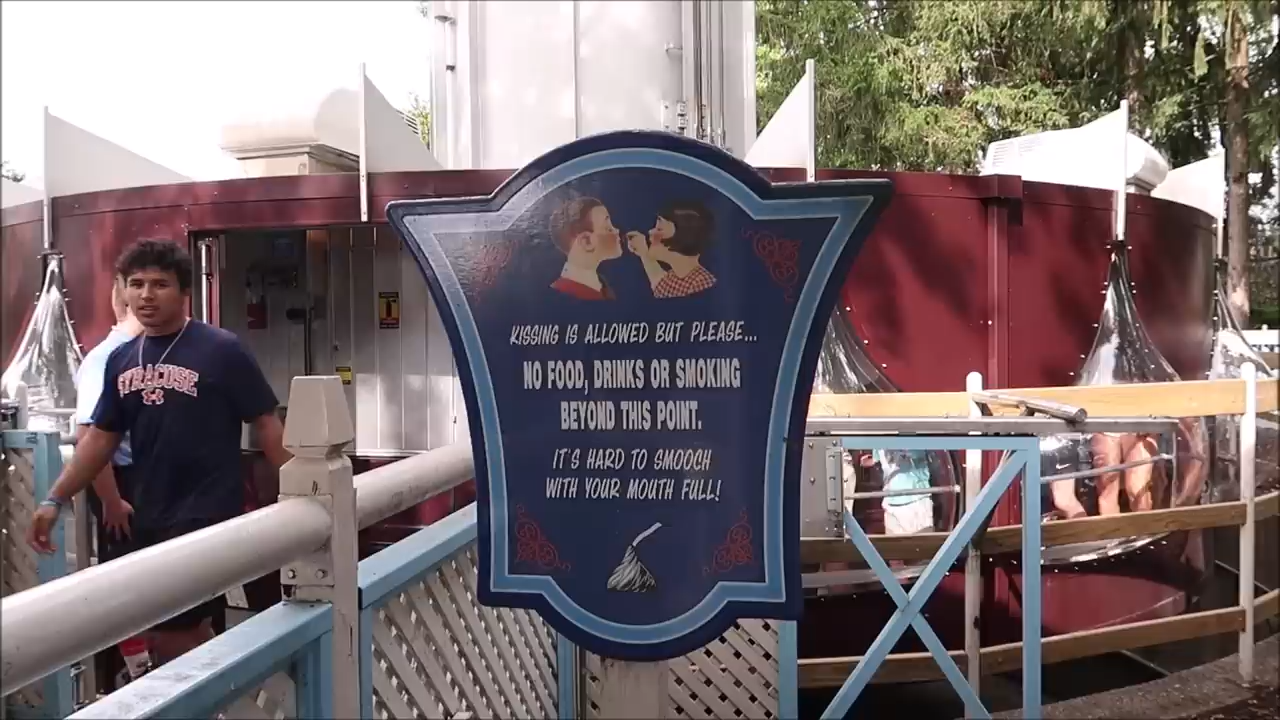 KISSING IS ALLOWED BUT PLEASE...
NO FOOD, DRINKS OR SMOKING
BEYOND THIS POINT.
IT'S HARD TO SMOOCH
WITH YOUR MOUTH FULL!
SYRACUSE